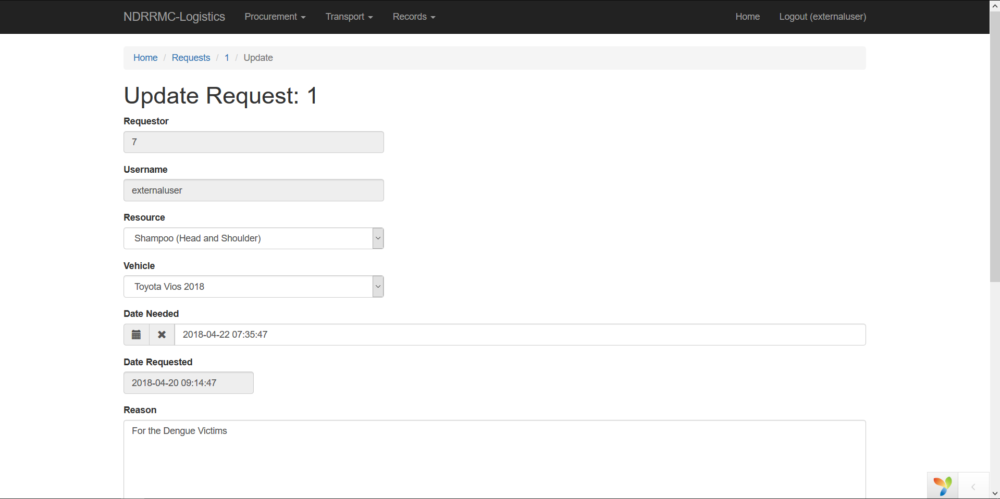 NDRRMC-Logistics Procurement Transport Records Home Logout (externaluser)
Home / Requests / 1 / Update
Update Request: 1
Requestor
7
Username
externaluser
Resource
Shampoo (Head and Shoulder)
Vehicle
Toyota Vios 2018
Date Needed
2018-04-22 07:35:47
Date Requested
2018-04-20 09:14:47
Reason
For the Dengue Victims